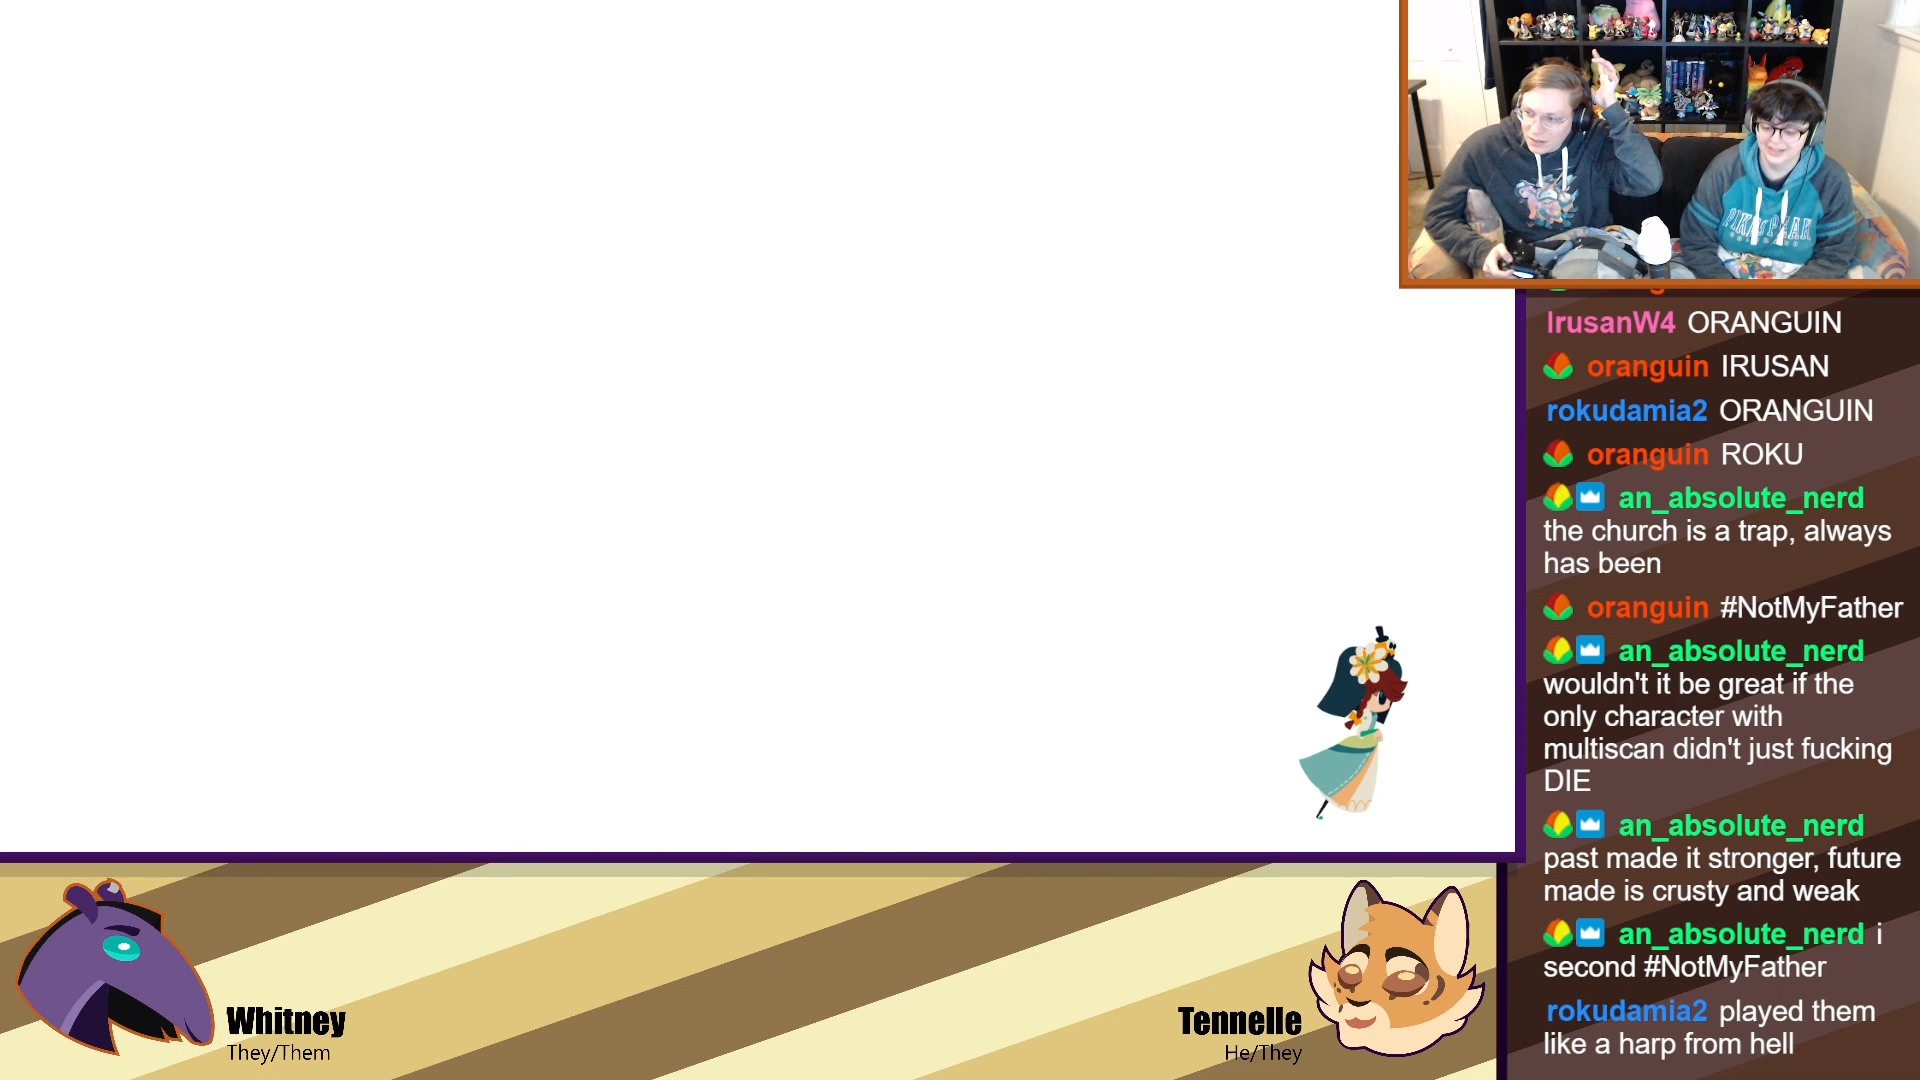 PIKES PEAK
COLORADO
IrusanW4 ORANGUIN
oranguin IRUSAN
rokudamia2 ORANGUIN
oranguin ROKU
an_absolute_nerd
the church is a trap, always
has been
oranguin #NotMyFather
an_absolute_nerd
wouldn't it be great if the
only character with
multiscan didn't just fucking
DIE
an_absolute_nerd
past made it stronger, future
made is crusty and weak
an_absolute_nerd i
second #NotMyFather
rokudamia2 played them
like a harp from hell
Whitney
They/Them
Tennelle
He/They